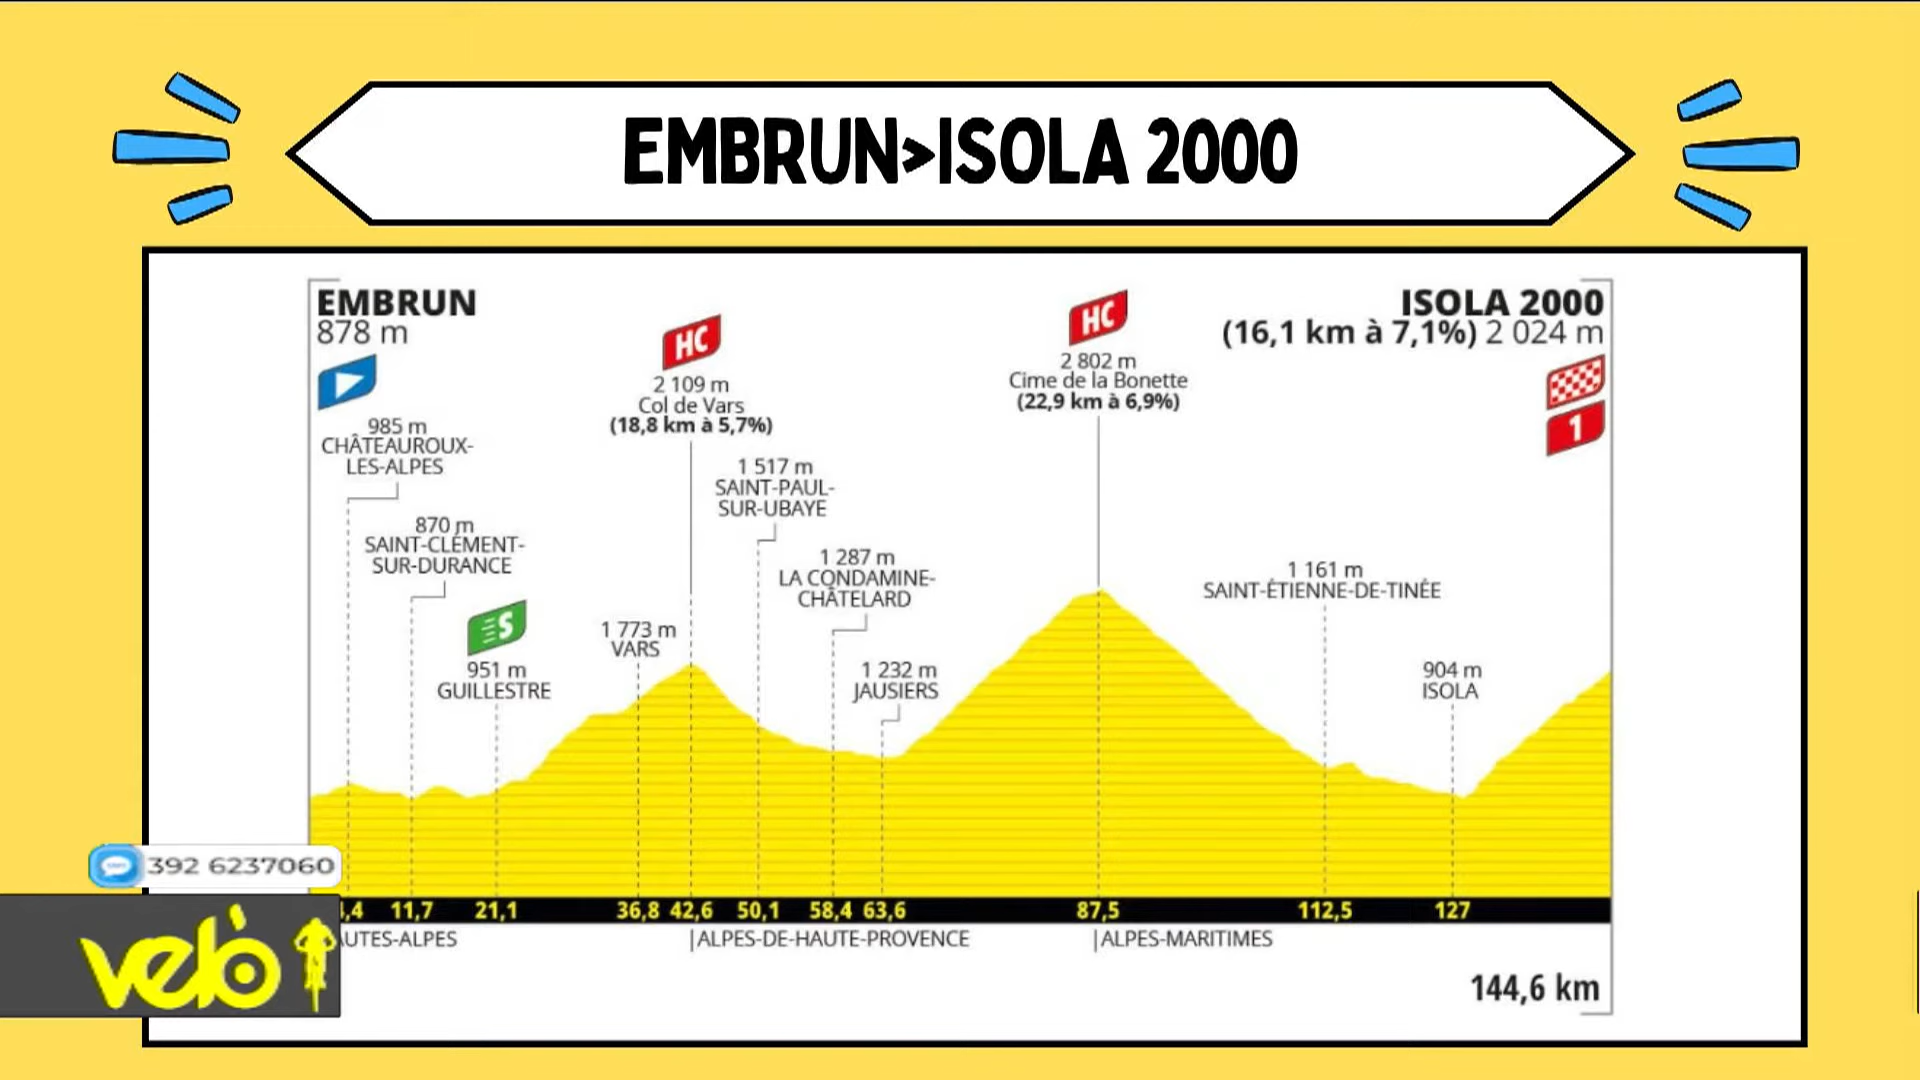 EMBRUN>ISOLA 2000
EMBRUN
878 m
ISOLA 2000
(16,1 km à 7,1%) 2 024 m
1
HC
2 109 m
Col de Vars
(18,8 km à 5,7%)
HC
2 802 m
Cime de la Bonette
(22,9 km à 6,9%)
985 m
CHÂTEAUROUX-
LES-ALPES
870 m
SAINT-CLÉMENT-
SUR-DURANCE
S
951 m
GUILLESTRE
1 773 m
VARS
1 517 m
SAINT-PAUL-
SUR-UBAYE
1 287 m
LA CONDAMINE-
CHÂTELARD
1 232 m
JAUSIERS
1 161 m
SAINT-ÉTIENNE-DE-TINÉE
904 m
ISOLA
,4 11,7 21,1 36,8 42,6 50,1 58,4 63,6 87,5 112,5 127
AUTES-ALPES |ALPES-DE-HAUTE-PROVENCE |ALPES-MARITIMES
144,6 km
392 6237060
velò